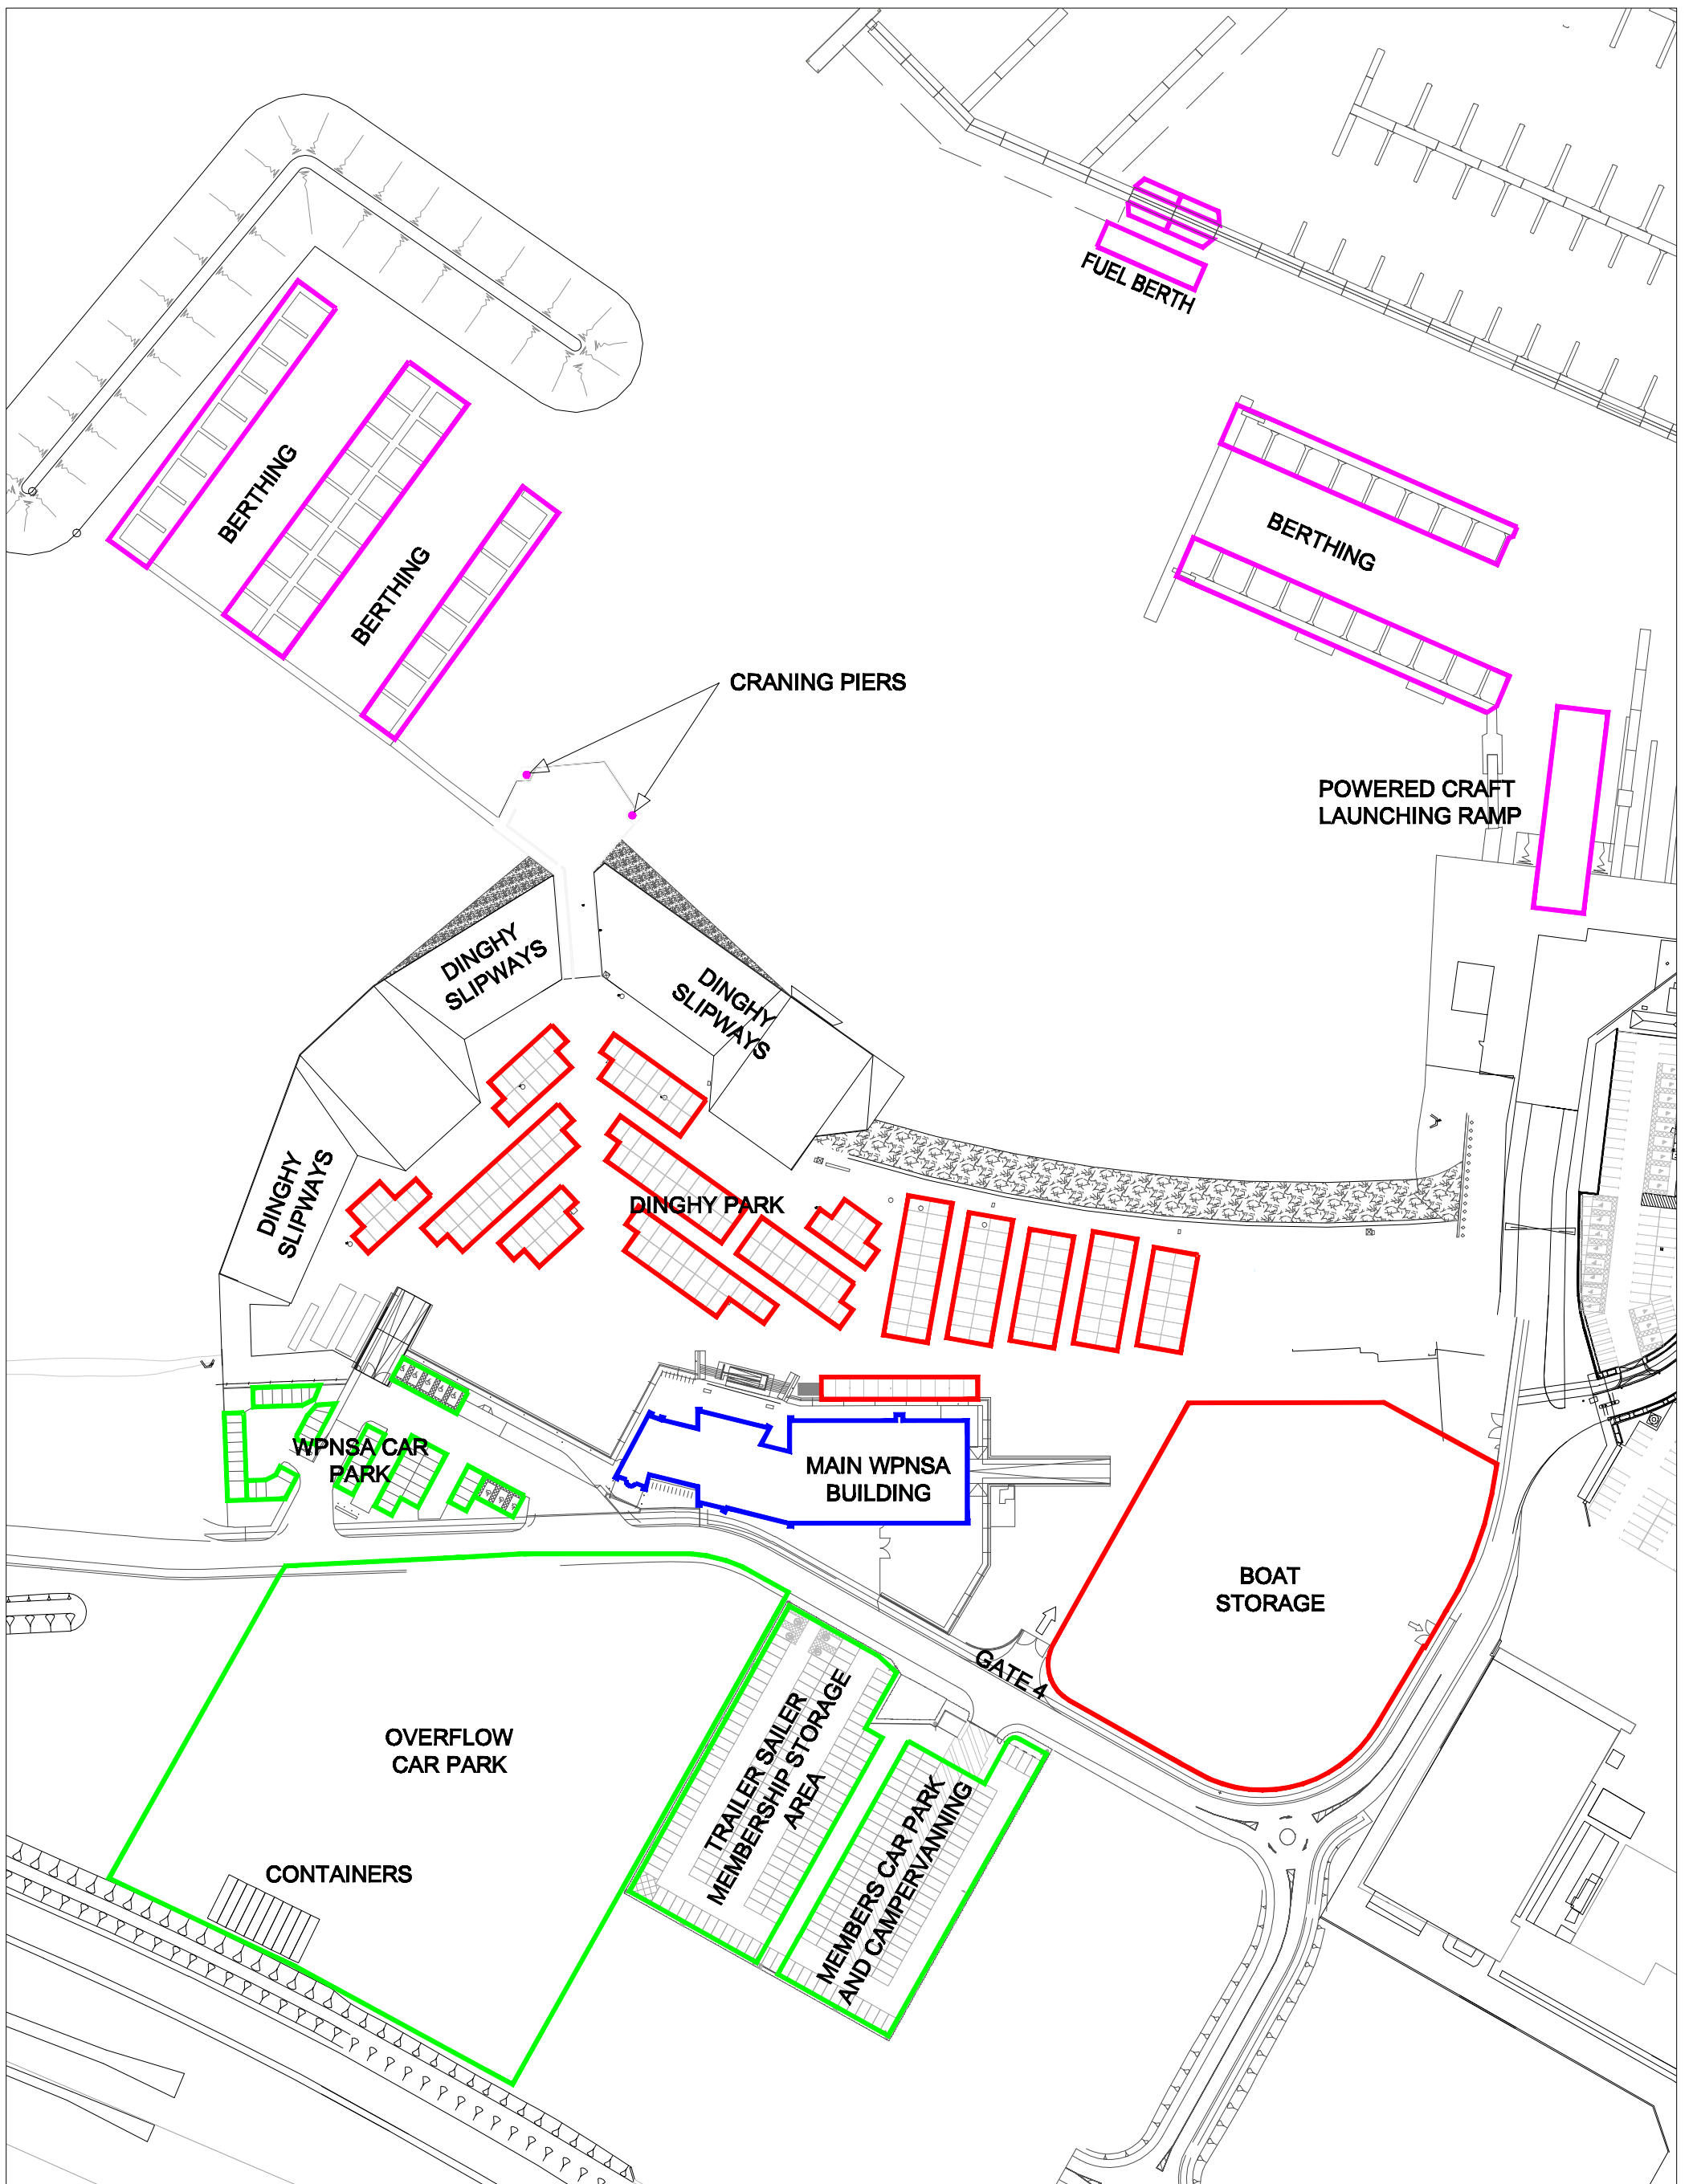 FUEL BERTH
BERTHING
BERTHING
BERTHING
CRANING PIERS
POWERED CRAFT
LAUNCHING RAMP
DINGHY
SLIPWAYS
DINGHY
SLIPWAYS
DINGHY
SLIPWAYS
DINGHY PARK
WPNSA CAR
PARK
MAIN WPNSA
BUILDING
BOAT
STORAGE
GATE 4
OVERFLOW
CAR PARK
TRAILER SAILER
MEMBERSHIP STORAGE
AREA
MEMBERS CAR PARK
AND CAMPERVANNING
CONTAINERS